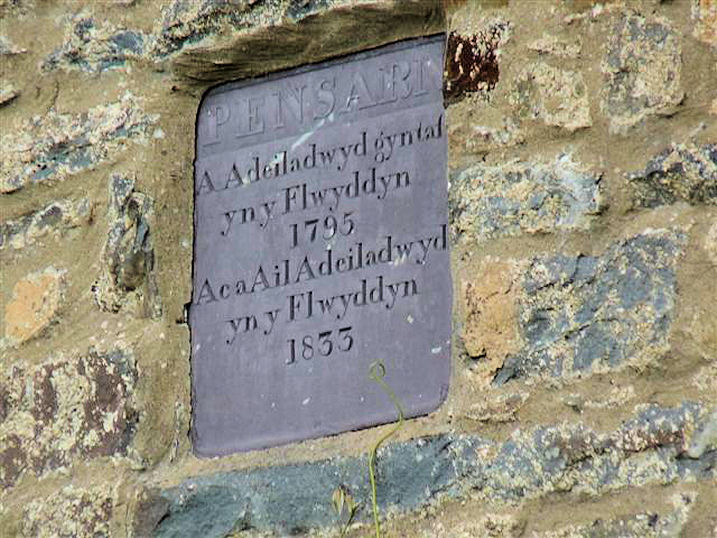 PENSARN
A Adeiladwyd gyntaf
yn y Flwyddyn
1795
Ac a Ail Adeiladwyd
yn y Flwyddyn
1833